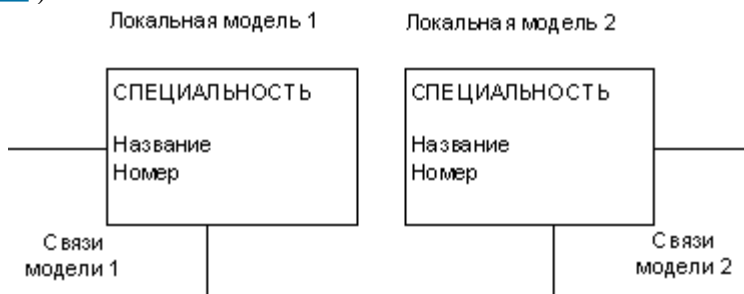 Локальная модель 1
Локальная модель 2
СПЕЦИАЛЬНОСТЬ
Название
Номер
СПЕЦИАЛЬНОСТЬ
Название
Номер
Связи
модели 1
Связи
модели 2